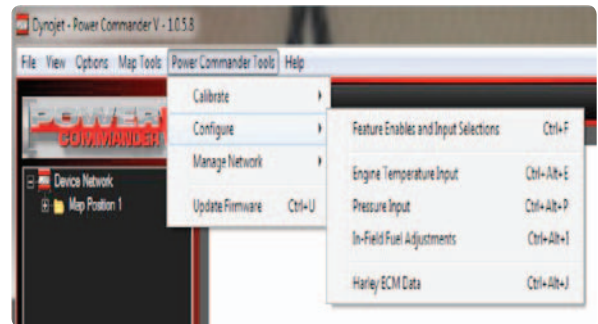 Dynojet - Power Commander V - 1.0.5.8
File View Options Map Tools Power Commander Tools Help
POWER
COMMANDER
Device Network
Map Position 1
Calibrate
Configure
Manage Network
Update Firmware Ctrl+U
Feature Enables and Input Selections Ctrl+F
Engine Temperature Input Ctrl+Alt+E
Pressure Input Ctrl+Alt+P
In-Field Fuel Adjustments Ctrl+Alt+I
Harley ECM Data Ctrl+Alt+J